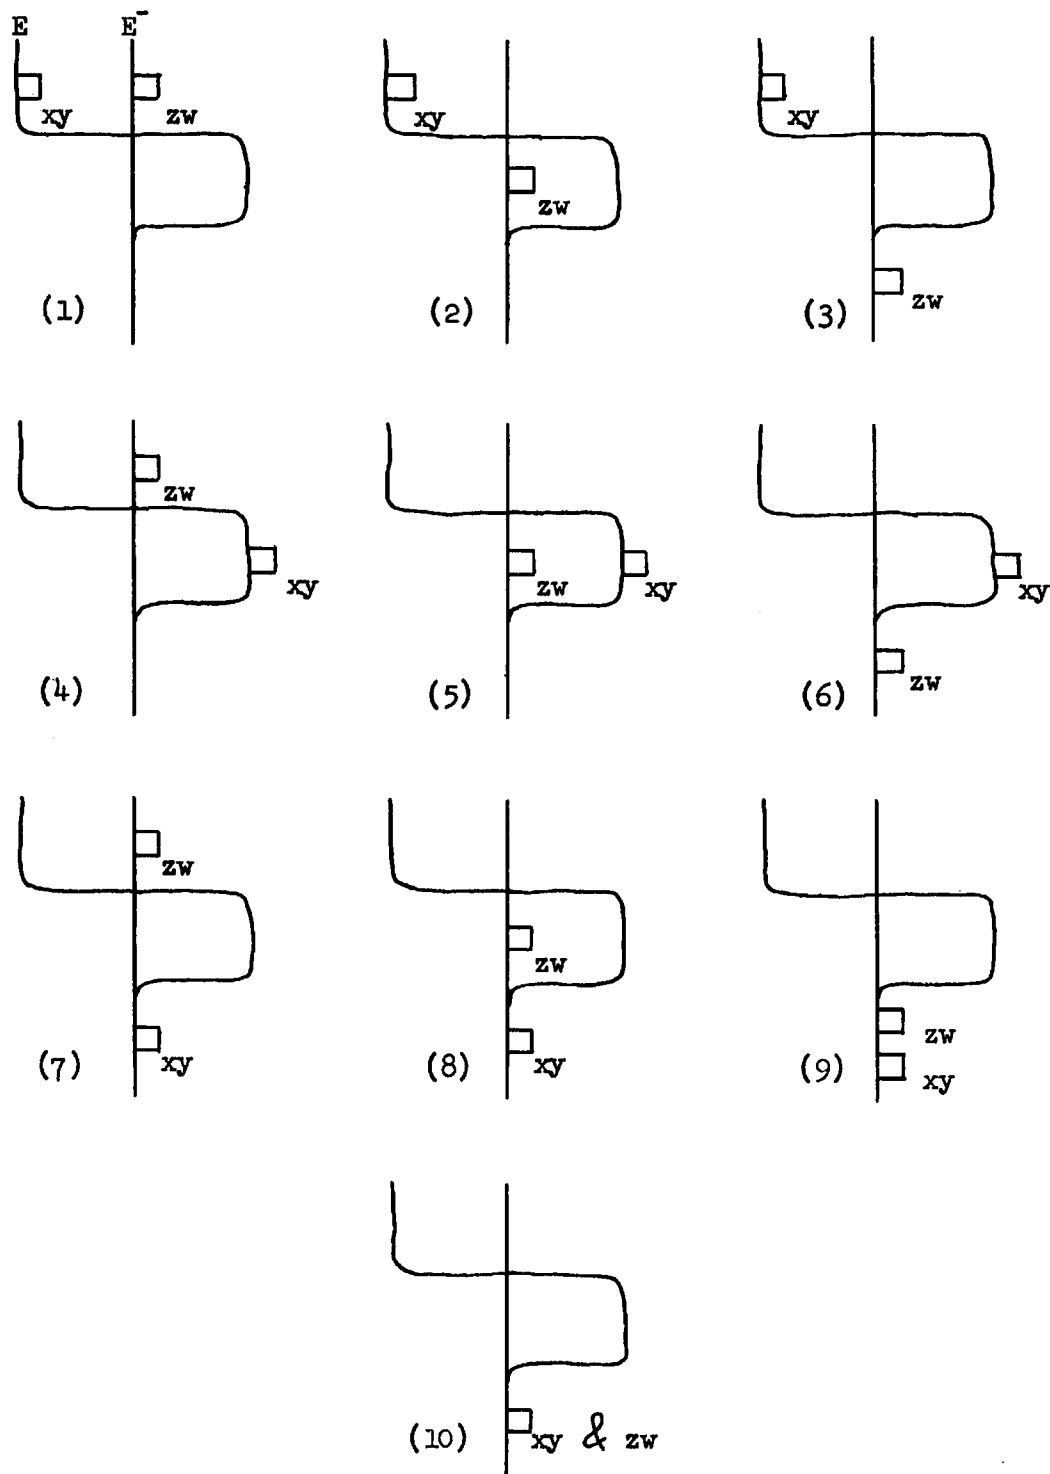 E E⁻
xy zw
xy
zw
xy
zw
(1) (2) (3)
zw
xy
zw
xy
xy
zw
(4) (5) (6)
zw
zw
zw
xy
xy
xy
(7) (8) (9)
(10) xy & zw